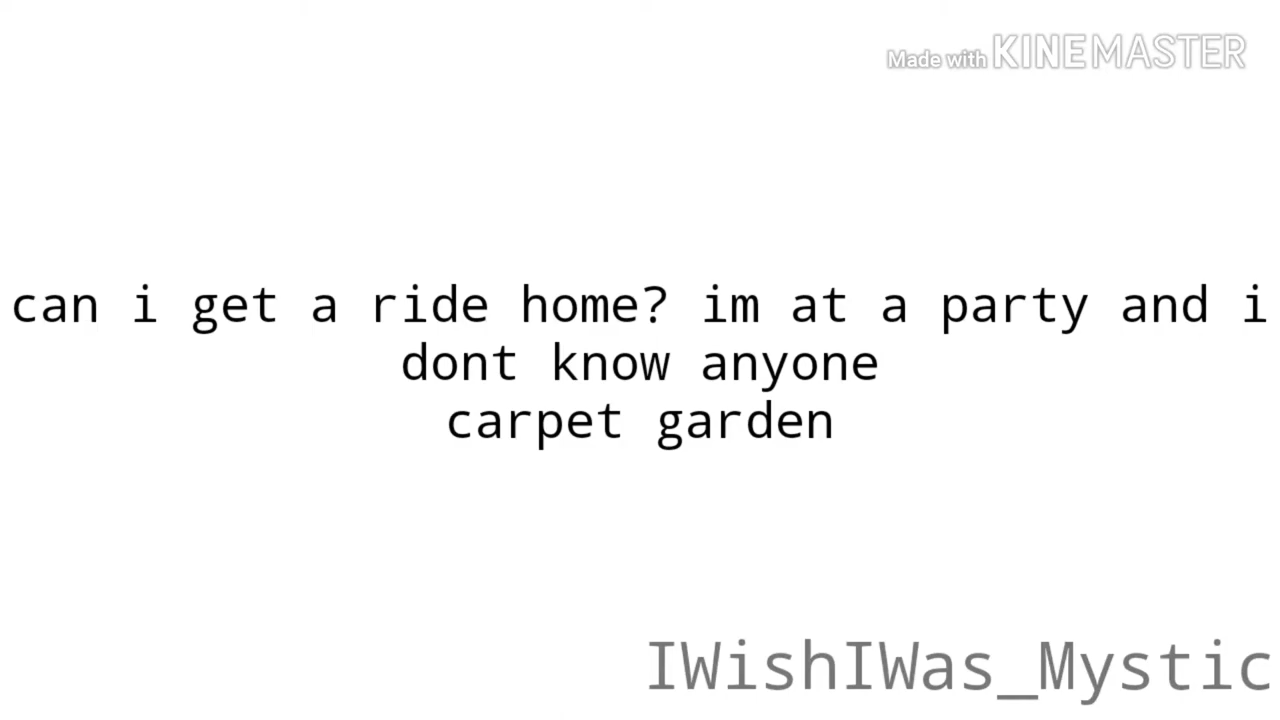 Made with KINEMASTER
can i get a ride home? im at a party and i
dont know anyone
carpet garden
IWishIWas_Mystic